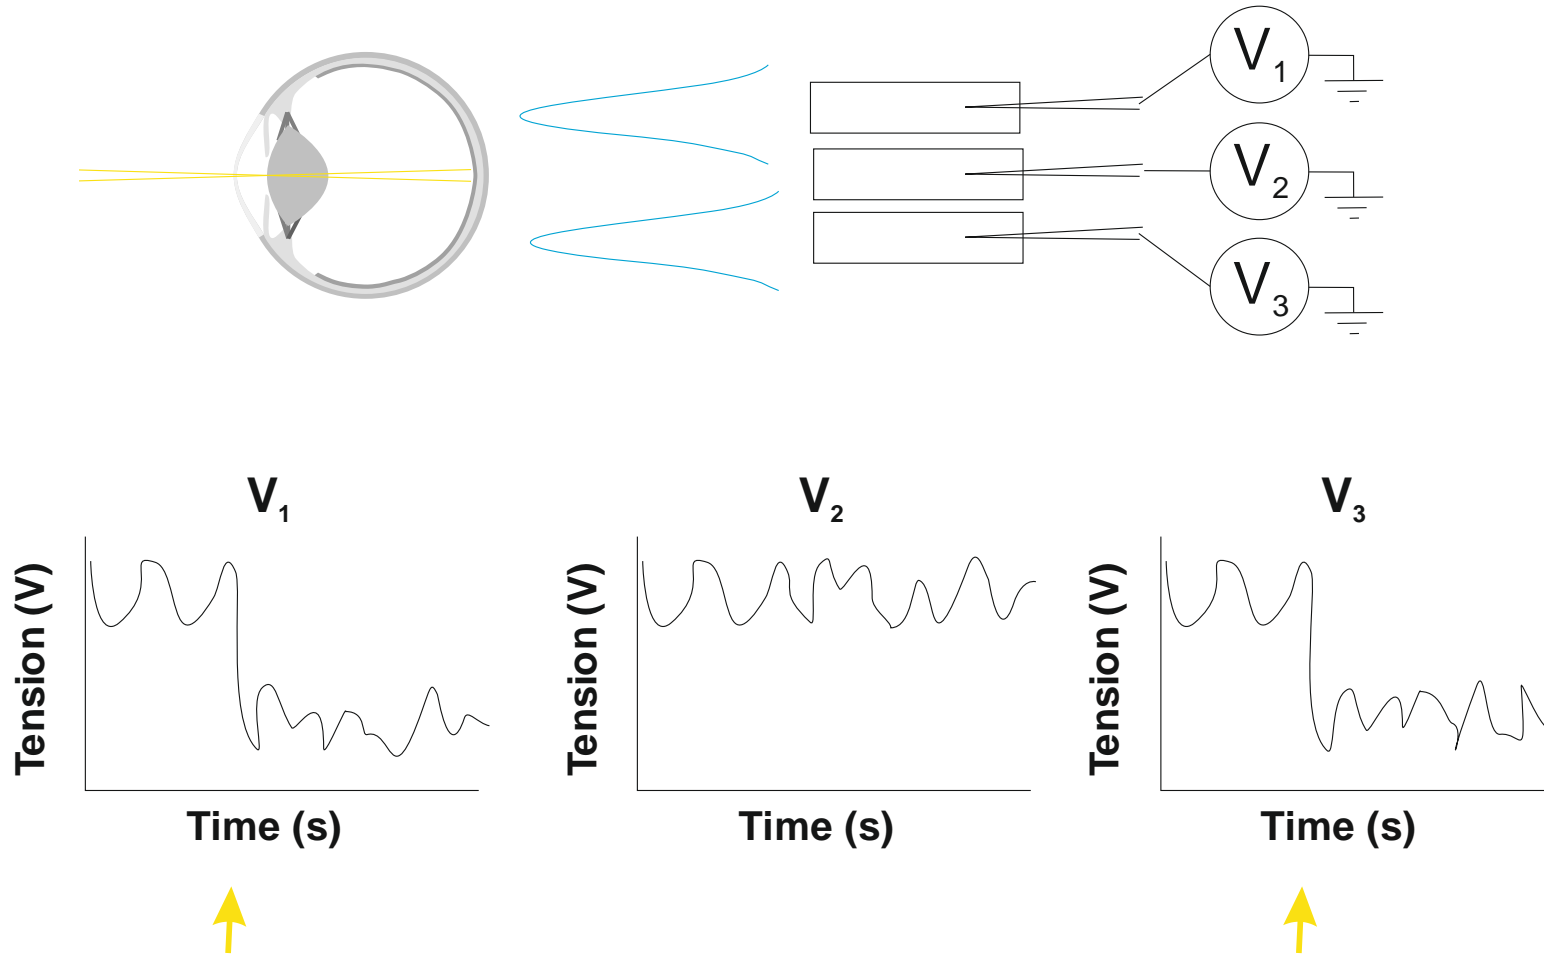 V1
V2
V3
V1
V2
V3
Tension (V)
Tension (V)
Tension (V)
Time (s)
Time (s)
Time (s)